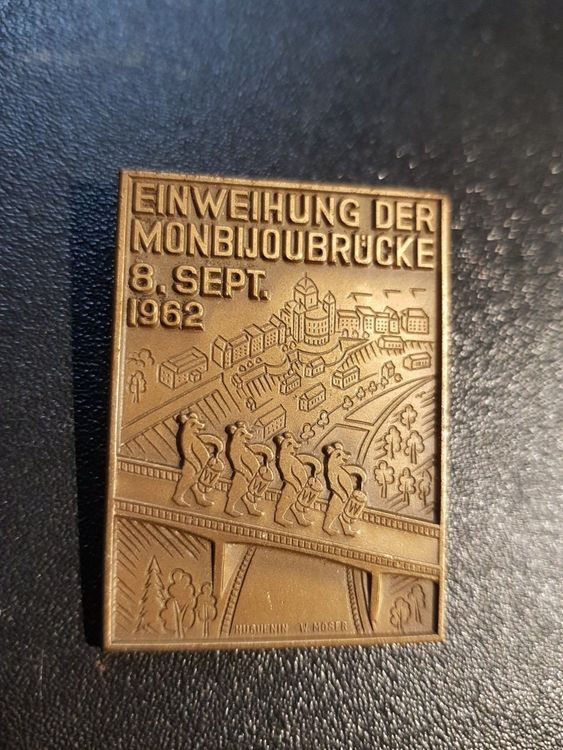 EINWEIHUNG DER
MONBIJOUBRÜCKE
8. SEPT.
1962
HUGUENIN W. MOSER